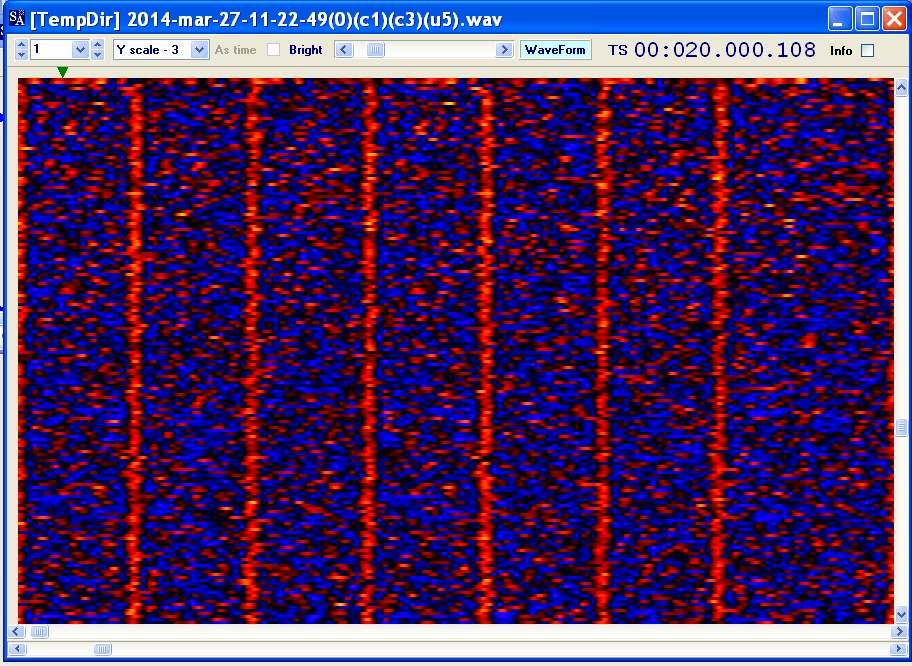 SA [TempDir] 2014-mar-27-11-22-49(0)(c1)(c3)(u5).wav
1 Y scale - 3 As time Bright WaveForm TS 00:020.000.108 Info